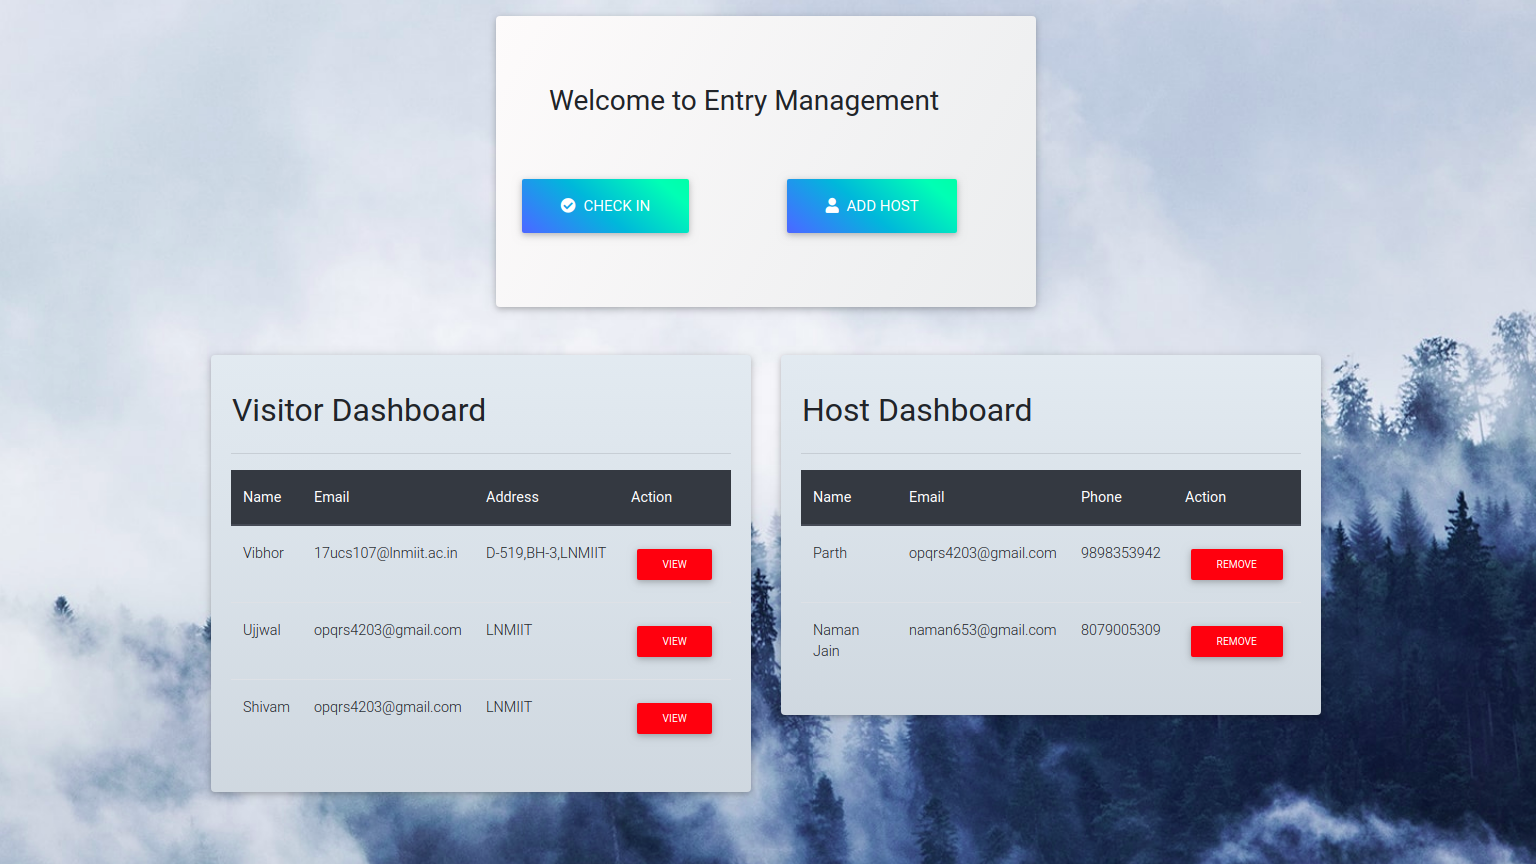 Welcome to Entry Management
CHECK IN
ADD HOST
Visitor Dashboard
Name Email Address Action
Vibhor 17ucs107@lnmiit.ac.in D-519,BH-3,LNMIIT VIEW
Ujjwal opqrs4203@gmail.com LNMIIT VIEW
Shivam opqrs4203@gmail.com LNMIIT VIEW
Host Dashboard
Name Email Phone Action
Parth opqrs4203@gmail.com 9898353942 REMOVE
Naman naman653@gmail.com 8079005309 REMOVE
Jain